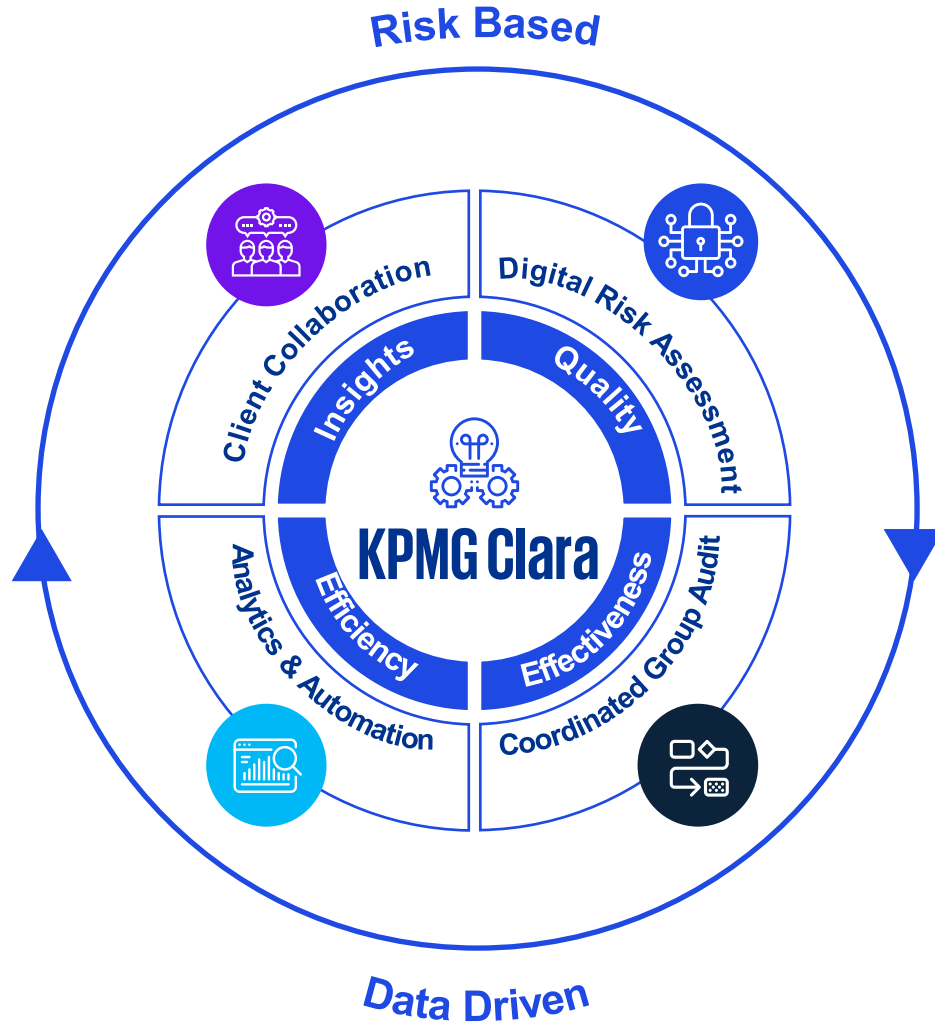 Risk Based
Client Collaboration
Digital Risk Assessment
Insights
Quality
KPMG Clara
Efficiency
Effectiveness
Analytics & Automation
Coordinated Group Audit
Data Driven